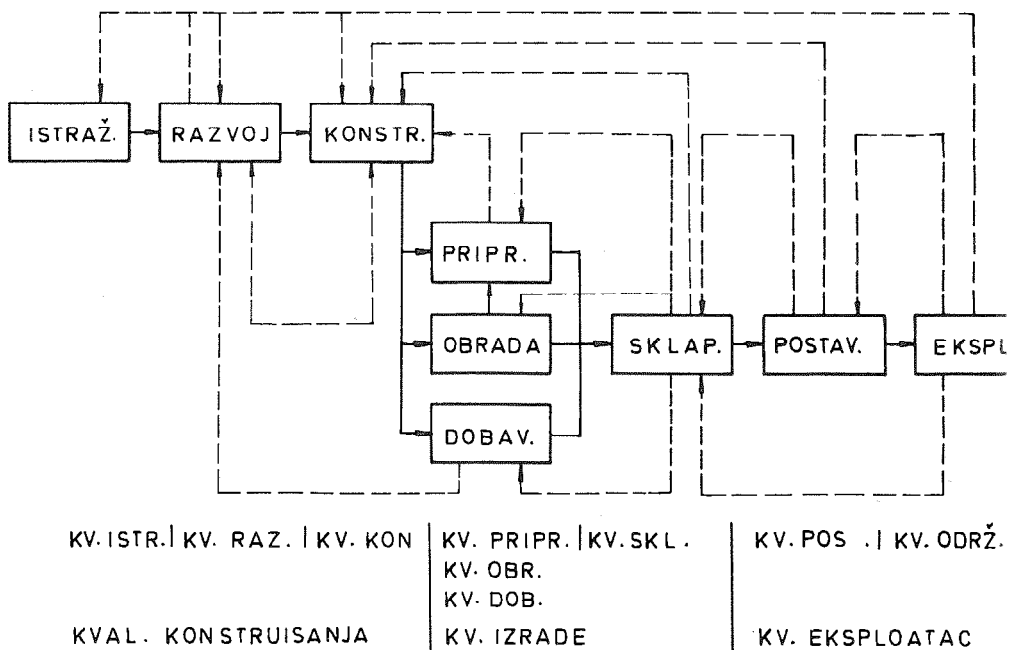 ISTRAŽ.
RAZVOJ
KONSTR.
PRIPR.
OBRADA
SKLAP.
POSTAV.
EKSPL
DOBAV.
KV. ISTR. | KV. RAZ. | KV. KON
KV. PRIPR. | KV. SKL.
KV. OBR.
KV. DOB.
KV. POS . | KV. ODRŽ.
KVAL. KONSTRUISANJA
KV. IZRADE
KV. EKSPLOATAC